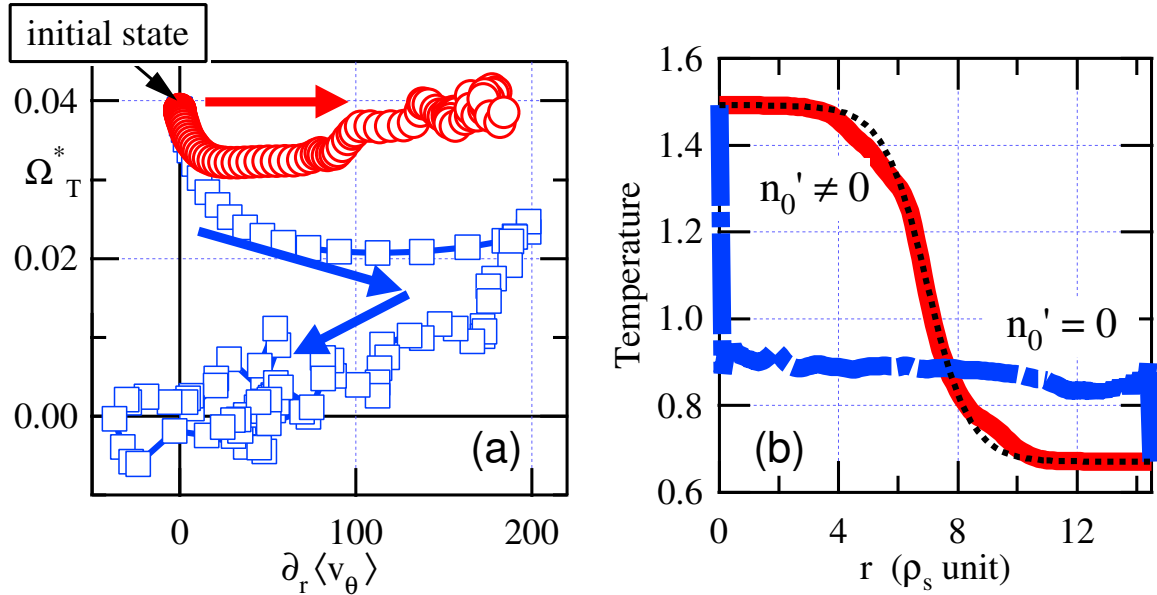 initial state
0.04
Ω*T
0.02
0.00
(a)
0 100 200
∂r⟨vθ⟩
1.6
1.4
n0' ≠ 0
1.2
Temperature
1.0
n0' = 0
0.8
(b)
0.6
0 4 8 12
r (ρs unit)